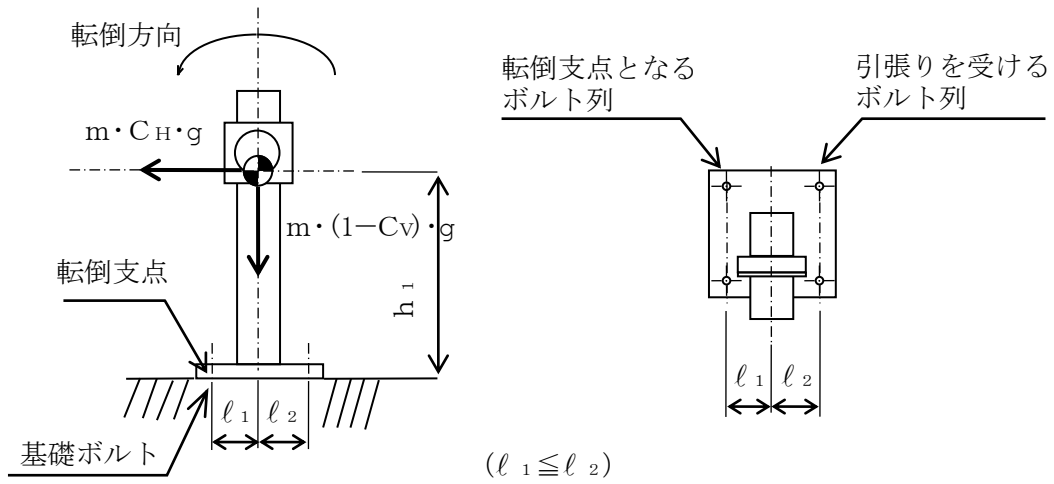 転倒方向
m・CH・g
m・(1－CV)・g
転倒支点
h1
ℓ1
ℓ2
基礎ボルト
転倒支点となる
ボルト列
引張りを受ける
ボルト列
ℓ1
ℓ2
(ℓ1≦ℓ2)